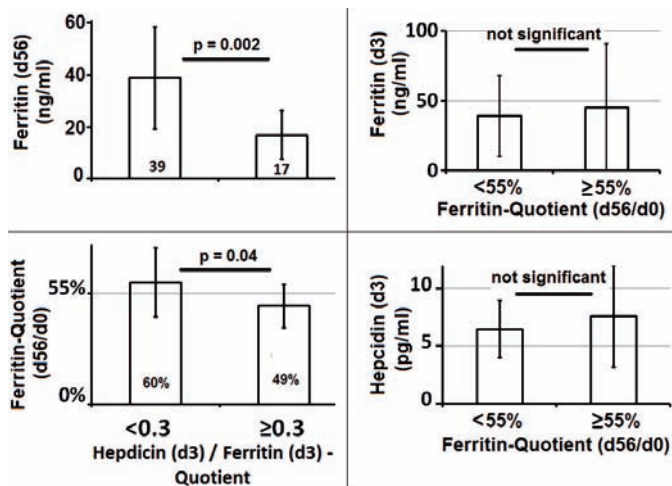 Ferritin (d56)
(ng/ml)
60
40
20
0
p = 0.002
39
17
Ferritin (d3)
(ng/ml)
100
50
0
not significant
<55%
≥55%
Ferritin-Quotient (d56/d0)
Ferritin-Quotient
(d56/d0)
55%
0%
p = 0.04
60%
49%
<0.3
≥0.3
Hepdicin (d3) / Ferritin (d3) -
Quotient
Hepcidin (d3)
(pg/ml)
10
5
0
not significant
<55%
≥55%
Ferritin-Quotient (d56/d0)